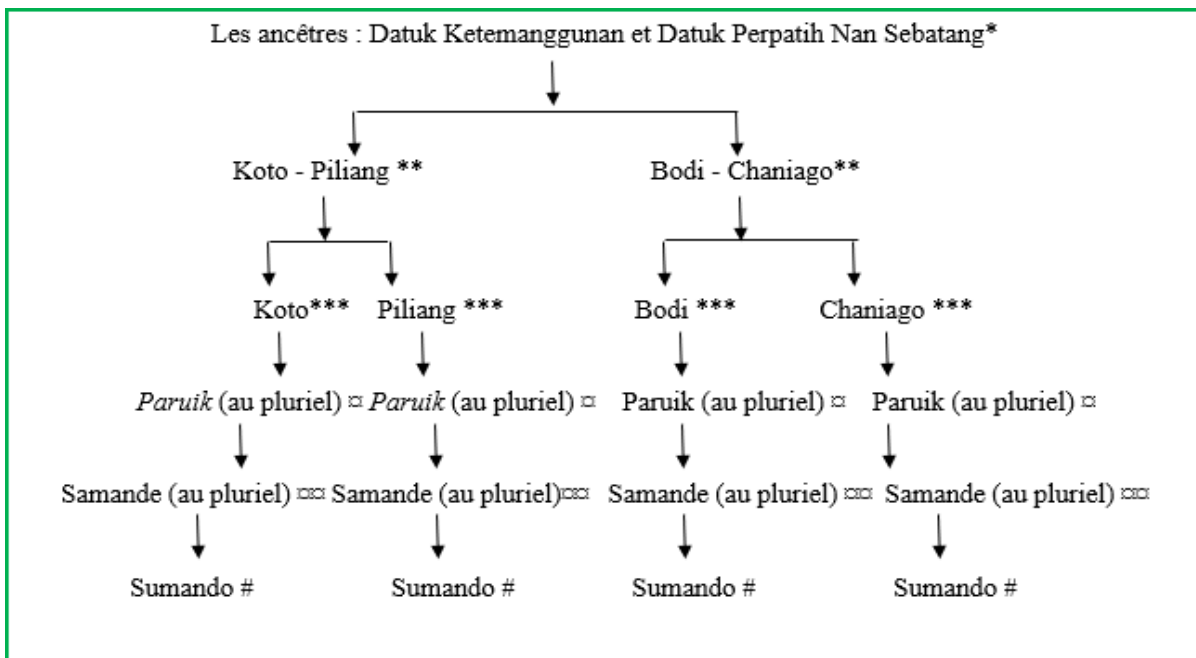 Les ancêtres : Datuk Ketemanggunan et Datuk Perpatih Nan Sebatang*
Koto - Piliang ** Bodi - Chaniago**
Koto*** Piliang *** Bodi *** Chaniago ***
Paruik (au pluriel) ¤ Paruik (au pluriel) ¤ Paruik (au pluriel) ¤ Paruik (au pluriel) ¤
Samande (au pluriel) ¤¤ Samande (au pluriel)¤¤ Samande (au pluriel) ¤¤ Samande (au pluriel) ¤¤
Sumando # Sumando # Sumando # Sumando #